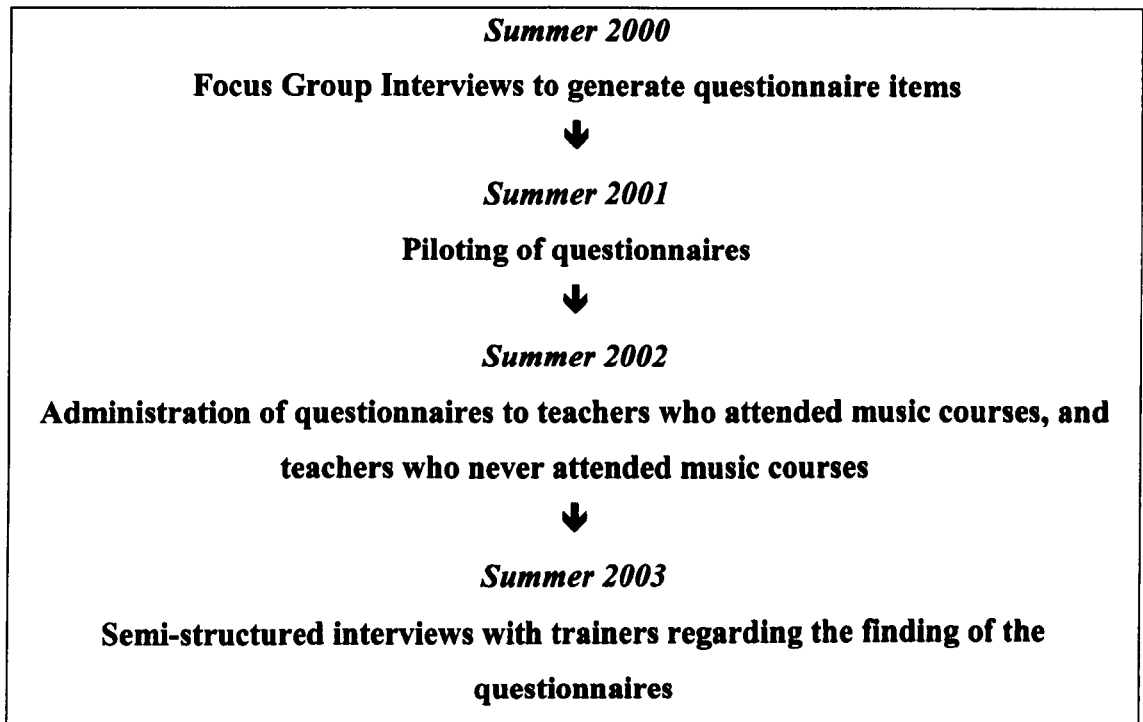 Summer 2000
Focus Group Interviews to generate questionnaire items
🡻
Summer 2001
Piloting of questionnaires
🡻
Summer 2002
Administration of questionnaires to teachers who attended music courses, and
teachers who never attended music courses
🡻
Summer 2003
Semi-structured interviews with trainers regarding the finding of the
questionnaires